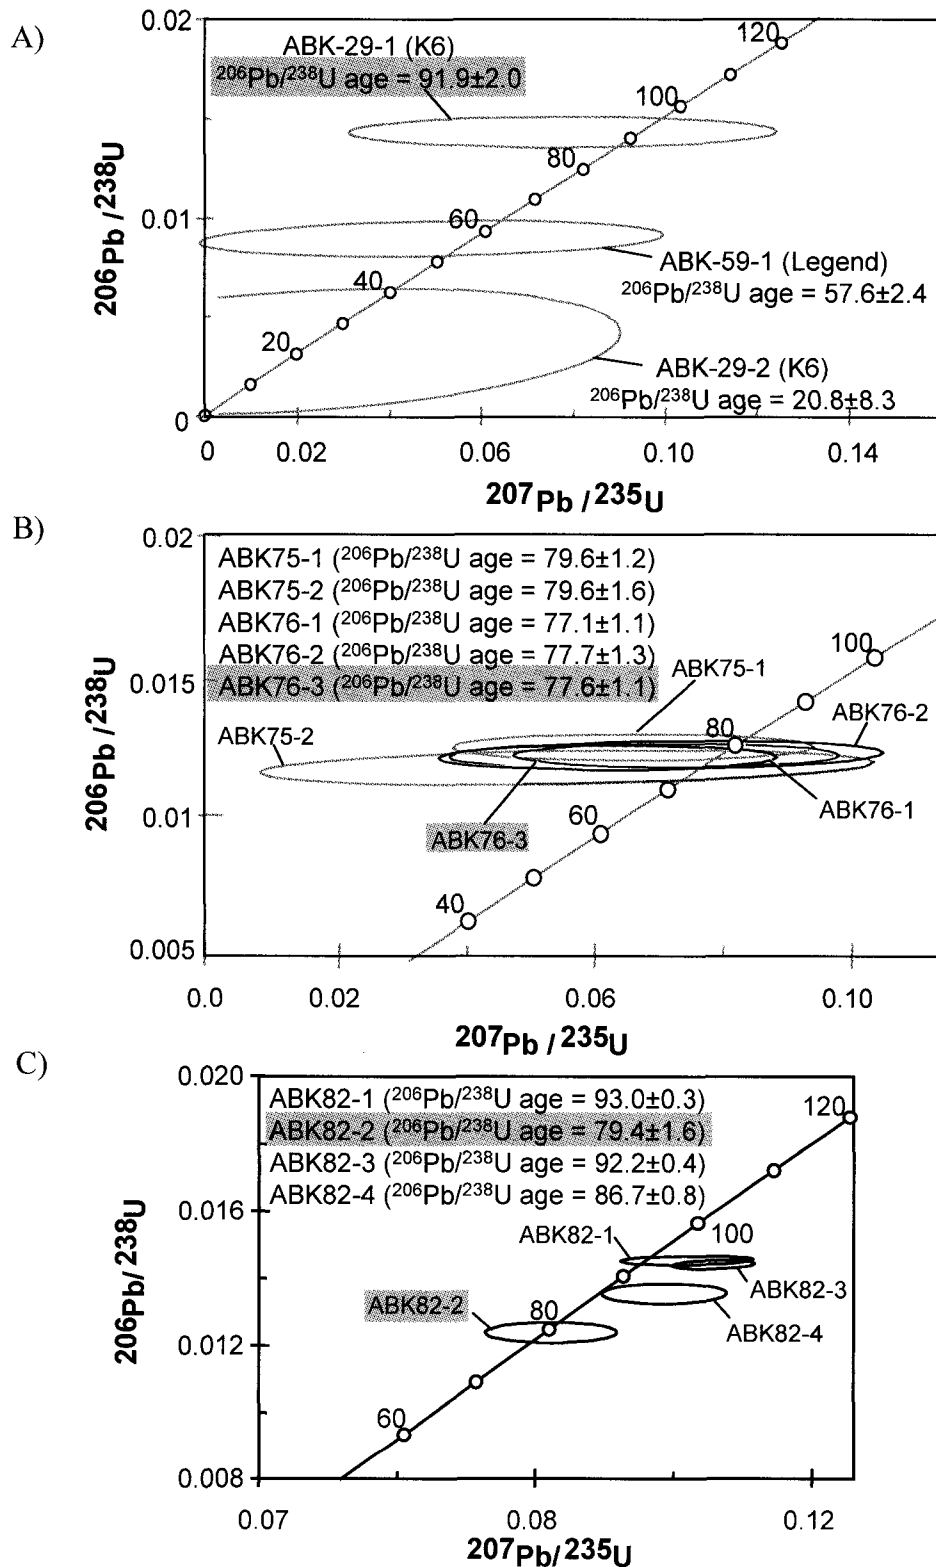 A)
0.02
ABK-29-1 (K6)
²⁰⁶Pb/²³⁸U age = 91.9±2.0
120
100
80
60
40
20
0.01
0
²⁰⁶Pb / ²³⁸U
ABK-59-1 (Legend)
²⁰⁶Pb/²³⁸U age = 57.6±2.4
ABK-29-2 (K6)
²⁰⁶Pb/²³⁸U age = 20.8±8.3
0 0.02 0.06 0.10 0.14
²⁰⁷Pb / ²³⁵U
B)
0.02
ABK75-1 (²⁰⁶Pb/²³⁸U age = 79.6±1.2)
ABK75-2 (²⁰⁶Pb/²³⁸U age = 79.6±1.6)
ABK76-1 (²⁰⁶Pb/²³⁸U age = 77.1±1.1)
ABK76-2 (²⁰⁶Pb/²³⁸U age = 77.7±1.3)
ABK76-3 (²⁰⁶Pb/²³⁸U age = 77.6±1.1)
100
0.015
ABK75-1
80
ABK76-2
ABK75-2
ABK76-1
0.01
60
ABK76-3
40
0.005
²⁰⁶Pb / ²³⁸U
0.0 0.02 0.06 0.10
²⁰⁷Pb / ²³⁵U
C)
0.020
ABK82-1 (²⁰⁶Pb/²³⁸U age = 93.0±0.3)
ABK82-2 (²⁰⁶Pb/²³⁸U age = 79.4±1.6)
ABK82-3 (²⁰⁶Pb/²³⁸U age = 92.2±0.4)
ABK82-4 (²⁰⁶Pb/²³⁸U age = 86.7±0.8)
120
0.016
ABK82-1
100
ABK82-3
ABK82-2
80
ABK82-4
0.012
60
0.008
²⁰⁶Pb/ ²³⁸U
0.07 0.08 0.12
²⁰⁷Pb/ ²³⁵U